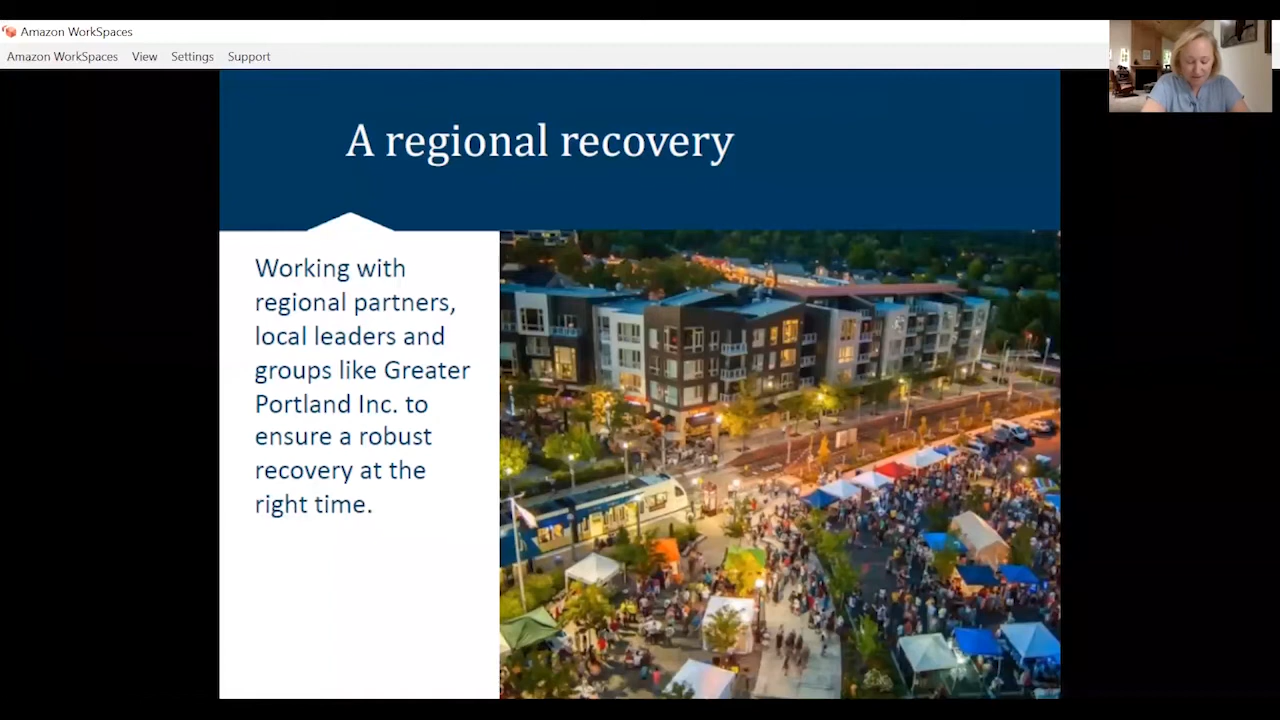 Amazon WorkSpaces
Amazon WorkSpaces View Settings Support
A regional recovery
Working with
regional partners,
local leaders and
groups like Greater
Portland Inc. to
ensure a robust
recovery at the
right time.